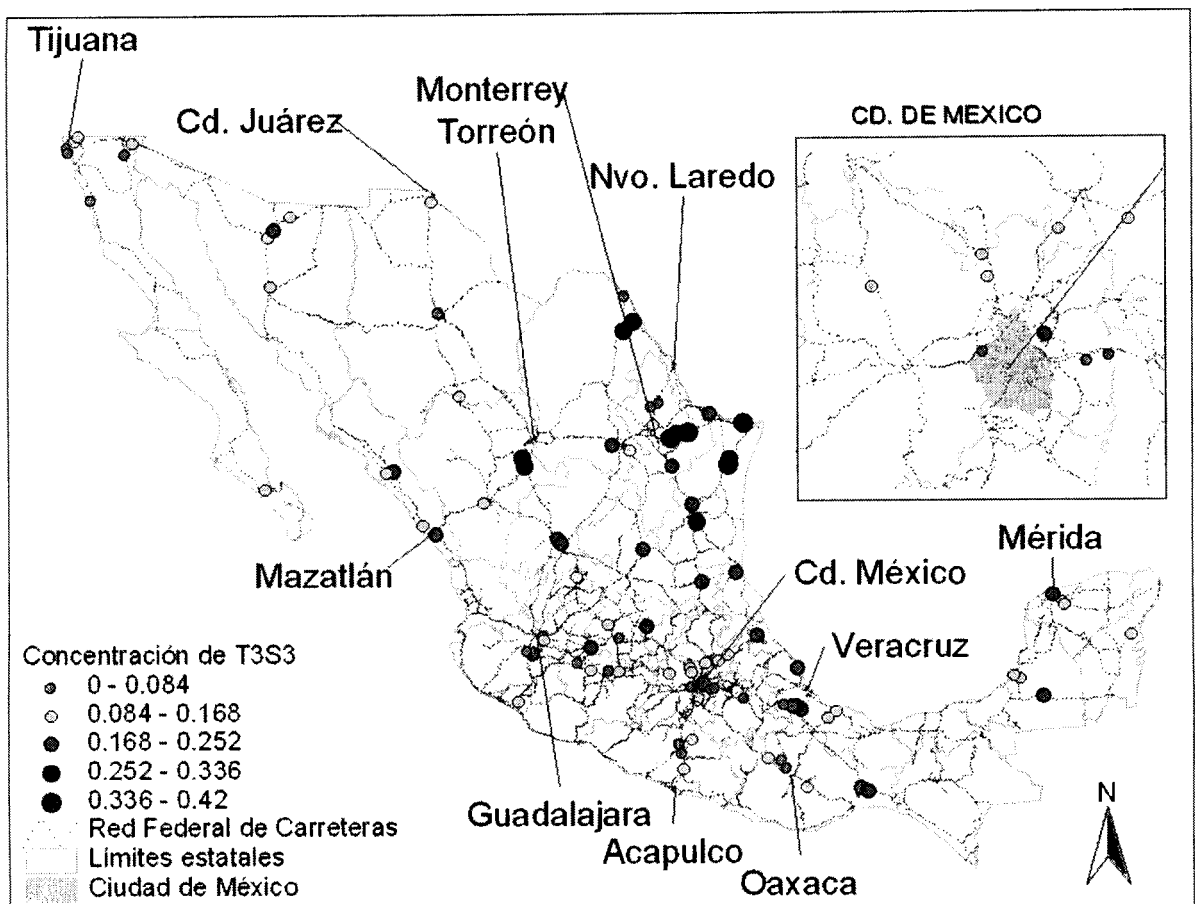 Tijuana
Cd. Juárez
Monterrey
Torreón
Nvo. Laredo
CD. DE MEXICO
Mazatlán
Cd. México
Mérida
Veracruz
Guadalajara
Acapulco
Oaxaca
N
Concentración de T3S3
0 - 0.084
0.084 - 0.168
0.168 - 0.252
0.252 - 0.336
0.336 - 0.42
Red Federal de Carreteras
Límites estatales
Ciudad de México